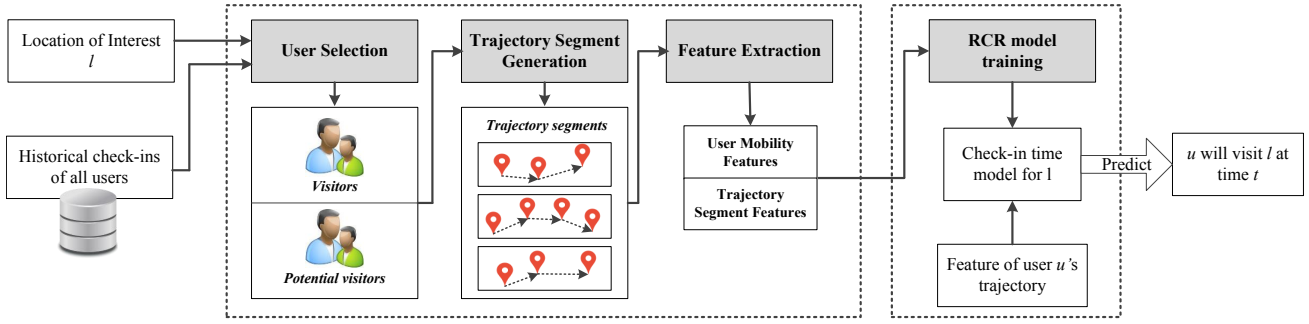 Location of Interest
l
Historical check-ins
of all users
User Selection
Visitors
Potential visitors
Trajectory Segment
Generation
Trajectory segments
Feature Extraction
User Mobility
Features
Trajectory
Segment Features
RCR model
training
Check-in time
model for l
Feature of user u's
trajectory
Predict
u will visit l at
time t